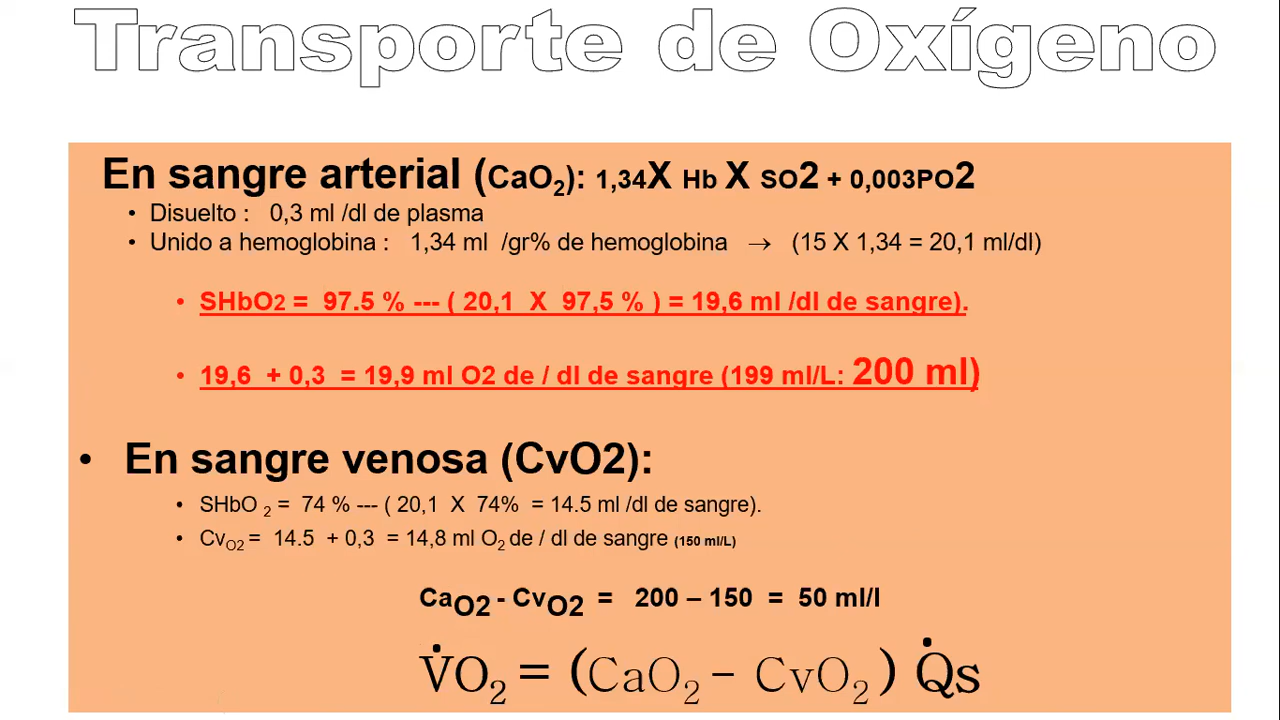 Transporte de Oxígeno
En sangre arterial (CaO2): 1,34X Hb X SO2 + 0,003PO2
• Disuelto : 0,3 ml /dl de plasma
• Unido a hemoglobina : 1,34 ml /gr% de hemoglobina → (15 X 1,34 = 20,1 ml/dl)
• SHbO2 = 97.5 % --- ( 20,1 X 97,5 % ) = 19,6 ml /dl de sangre).
• 19,6 + 0,3 = 19,9 ml O2 de / dl de sangre (199 ml/L: 200 ml)
• En sangre venosa (CvO2):
• SHbO 2 = 74 % --- ( 20,1 X 74% = 14.5 ml /dl de sangre).
• CvO2 = 14.5 + 0,3 = 14,8 ml O2 de / dl de sangre (150 ml/L)
CaO2 - CvO2 = 200 – 150 = 50 ml/l
V̇O2 = (CaO2 – CvO2 ) Q̇s